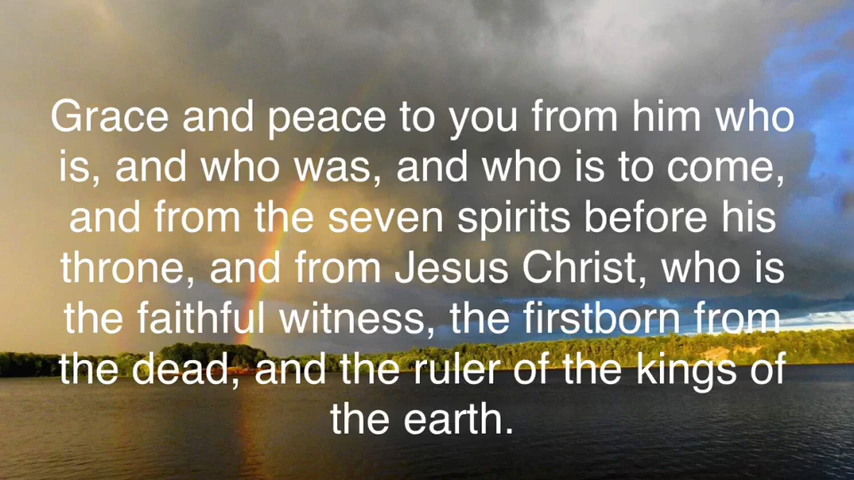 Grace and peace to you from him who
is, and who was, and who is to come,
and from the seven spirits before his
throne, and from Jesus Christ, who is
the faithful witness, the firstborn from
the dead, and the ruler of the kings of
the earth.